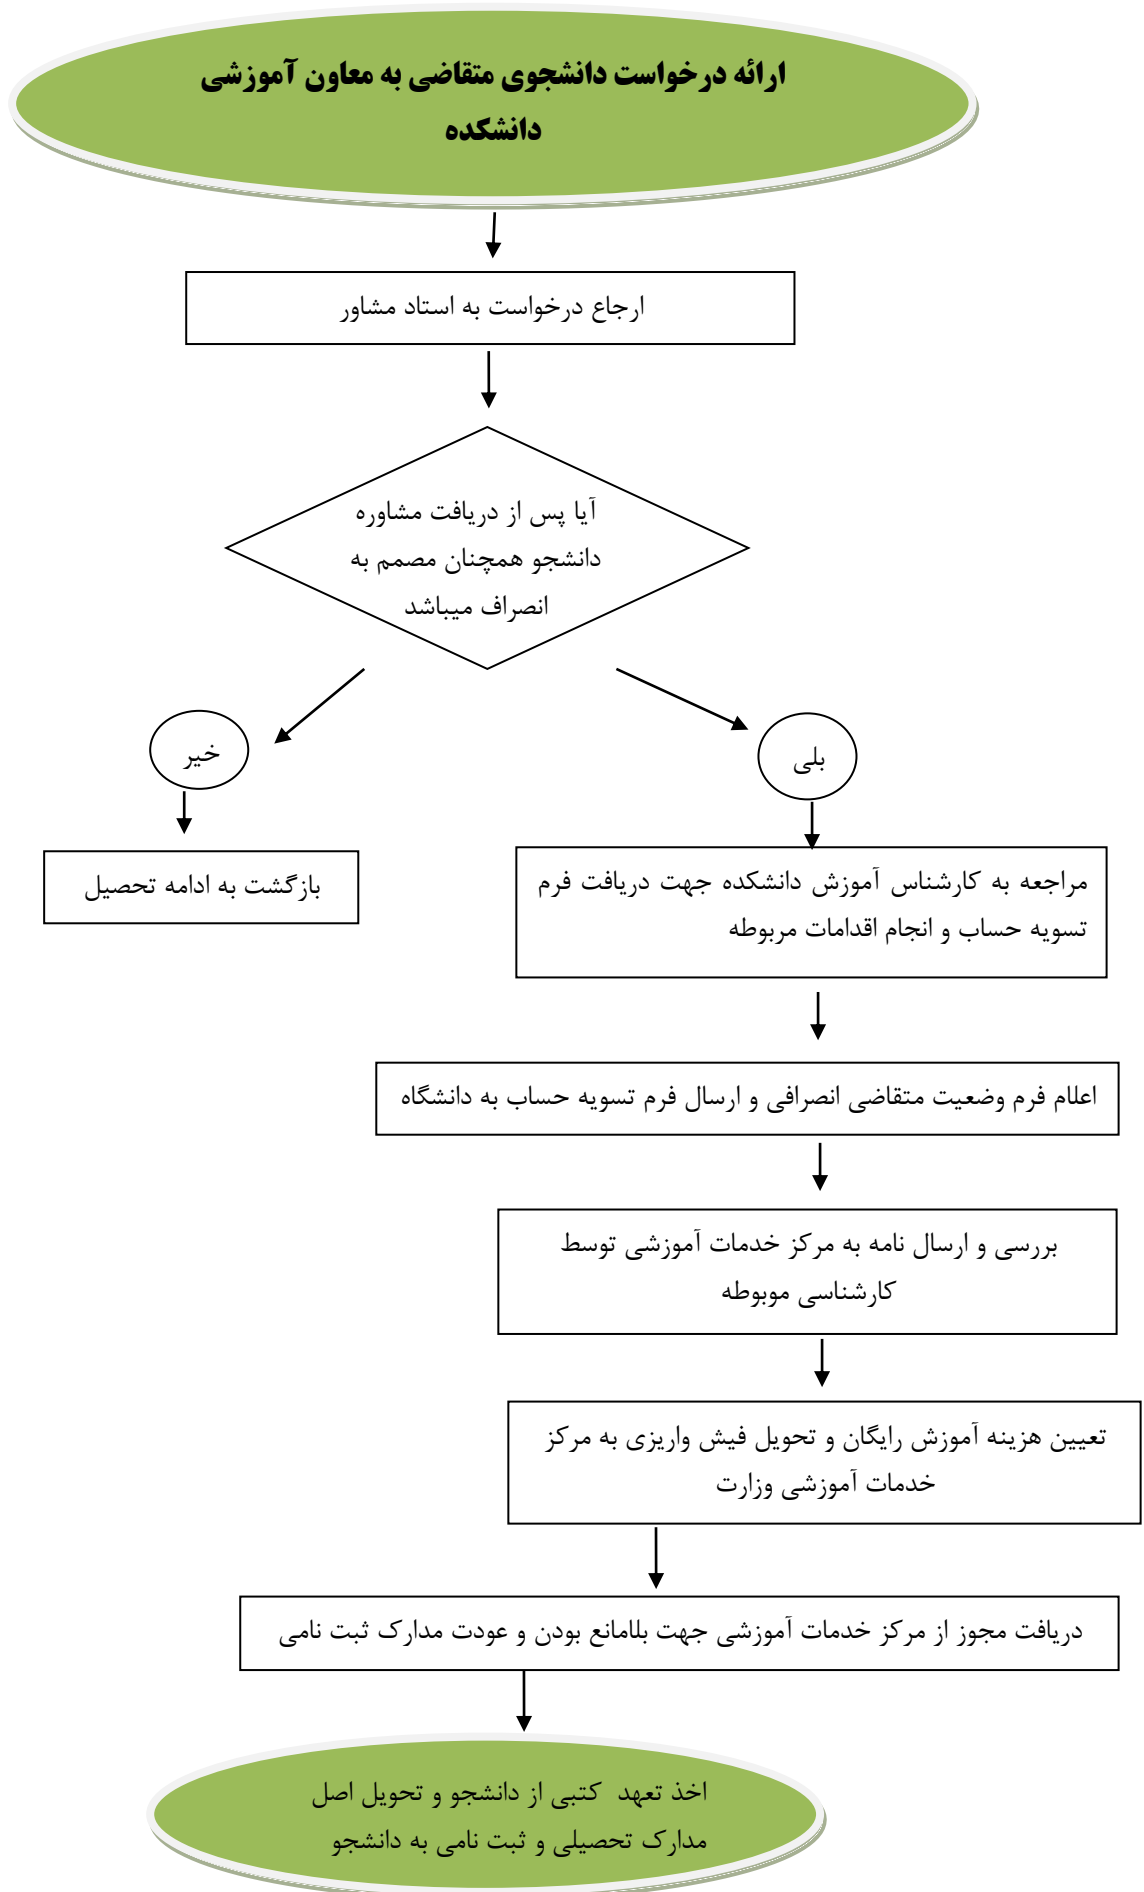 ارائه درخواست دانشجوی متقاضی به معاون آموزشی
دانشکده
ارجاع درخواست به استاد مشاور
آیا پس از دریافت مشاوره
دانشجو همچنان مصمم به
انصراف میباشد
خیر
بلی
بازگشت به ادامه تحصیل
مراجعه به کارشناس آموزش دانشکده جهت دریافت فرم
تسویه حساب و انجام اقدامات مربوطه
اعلام فرم وضعیت متقاضی انصرافی و ارسال فرم تسویه حساب به دانشگاه
بررسی و ارسال نامه به مرکز خدمات آموزشی توسط
کارشناسی موبوطه
تعیین هزینه آموزش رایگان و تحویل فیش واریزی به مرکز
خدمات آموزشی وزارت
دریافت مجوز از مرکز خدمات آموزشی جهت بلامانع بودن و عودت مدارک ثبت نامی
اخذ تعهد کتبی از دانشجو و تحویل اصل
مدارک تحصیلی و ثبت نامی به دانشجو